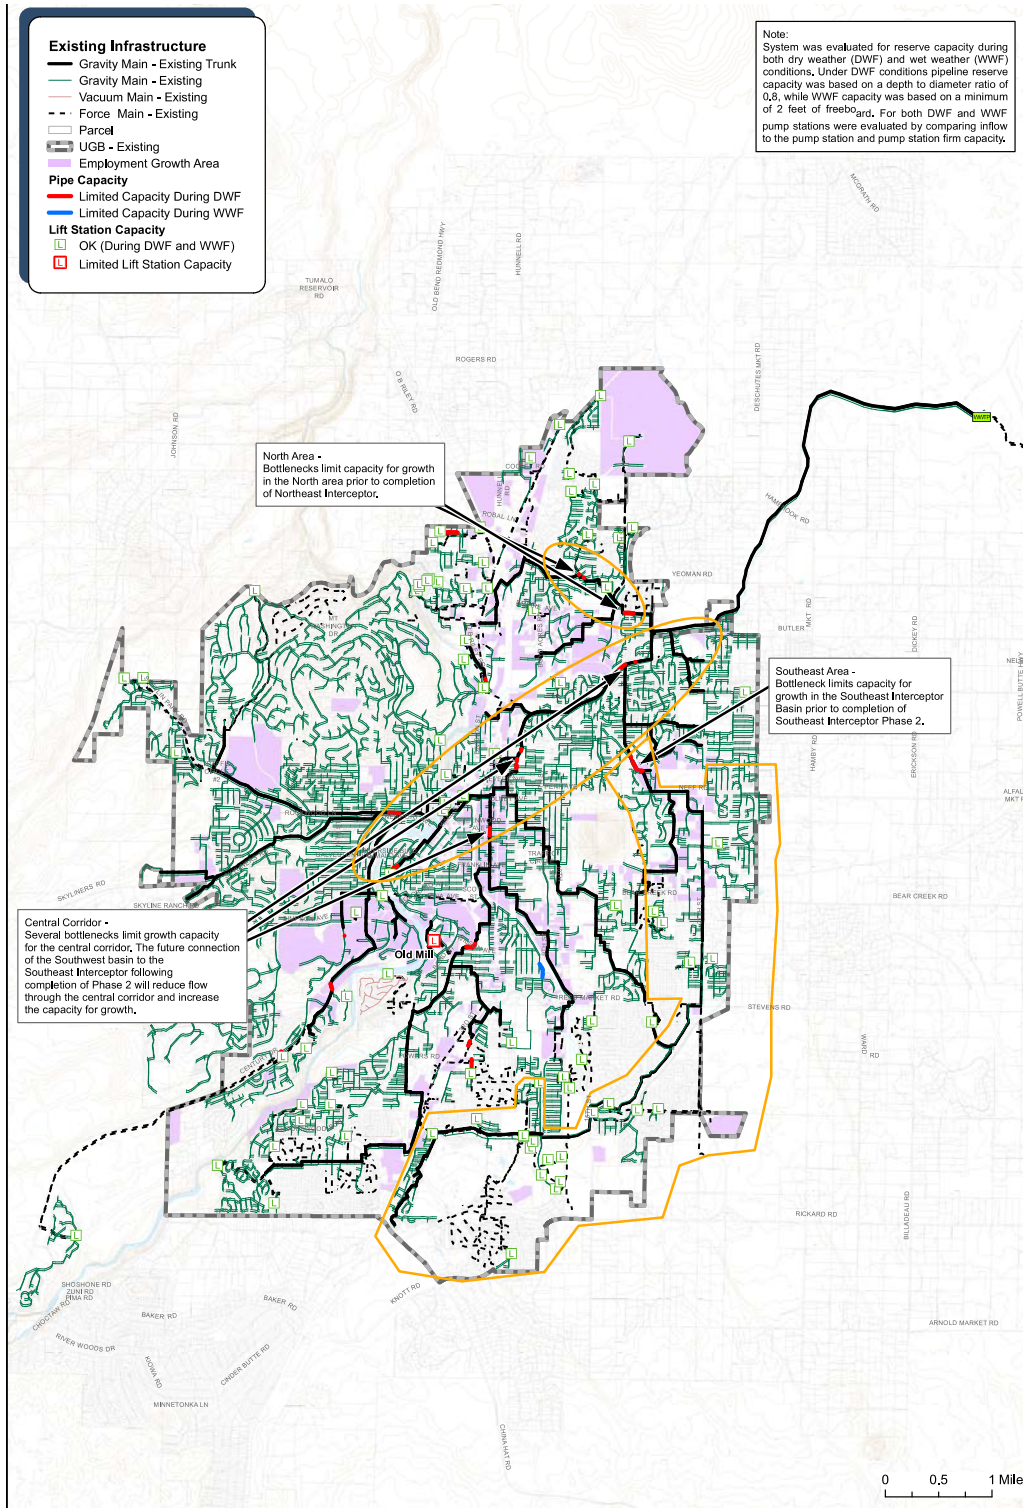 Existing Infrastructure
Gravity Main - Existing Trunk
Gravity Main - Existing
Vacuum Main - Existing
Force Main - Existing
Parcel
UGB - Existing
Employment Growth Area
Pipe Capacity
Limited Capacity During DWF
Limited Capacity During WWF
Lift Station Capacity
L OK (During DWF and WWF)
L Limited Lift Station Capacity
Note:
System was evaluated for reserve capacity during
both dry weather (DWF) and wet weather (WWF)
conditions. Under DWF conditions pipeline reserve
capacity was based on a depth to diameter ratio of
0.8, while WWF capacity was based on a minimum
of 2 feet of freeboard. For both DWF and WWF
pump stations were evaluated by comparing inflow
to the pump station and pump station firm capacity.
MCGRATH RD
OLD BEND REDMOND HWY
HUNNELL RD
TUMALO
RESERVOIR
RD
ROGERS RD
DESCHUTES MKT RD
O B RILEY RD
JOHNSON RD
WWTP
North Area -
Bottlenecks limit capacity for growth
in the North area prior to completion
of Northeast Interceptor.
HUNNELL
RD
ROBAL LN
YEOMAN RD
BUTLER
MKT RD
DICKEY RD
POWELL BUTTE HWY
Southeast Area -
Bottleneck limits capacity for
growth in the Southeast Interceptor
Basin prior to completion of
Southeast Interceptor Phase 2.
HAMBY RD
ERICKSON RD
NEFF RD
SKYLINERS RD
SKYLINE RANCH RD
BEAR CREEK RD
Central Corridor -
Several bottlenecks limit growth capacity
for the central corridor. The future connection
of the Southwest basin to the
Southeast Interceptor following
completion of Phase 2 will reduce flow
through the central corridor and increase
the capacity for growth.
Old Mill
STEVENS RD
WARD
RD
RICKARD RD
BILLADEAU RD
SHOSHONE RD
ZUNI RD
PIMA RD
CHOCTAW RD
BAKER RD
BAKER RD
KNOTT RD
RIVER WOODS DR
KIOWA RD
CINDER BUTTE RD
MINNETONKA LN
ARNOLD MARKET RD
CHINA HAT RD
0 0.5 1 Mile